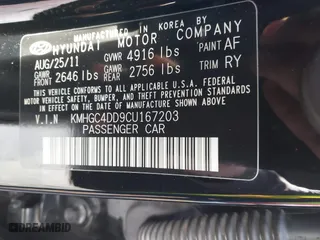 MANUFACTURED IN KOREA BY
HYUNDAI MOTOR COMPANY
AUG/25/11 GVWR 4916 lbs PAINT AF
GAWR FRONT 2646 lbs GAWR REAR 2756 lbs TRIM RY
THIS VEHICLE CONFORMS TO ALL APPLICABLE FEDERAL MOTOR
VEHICLE SAFETY, BUMPER, AND THEFT PREVENTION STANDARDS
IN EFFECT ON THE DATE OF MANUFACTURE SHOWN ABOVE.
V.I.N KMHGC4DD9CU167203
PASSENGER CAR
DREAMBID